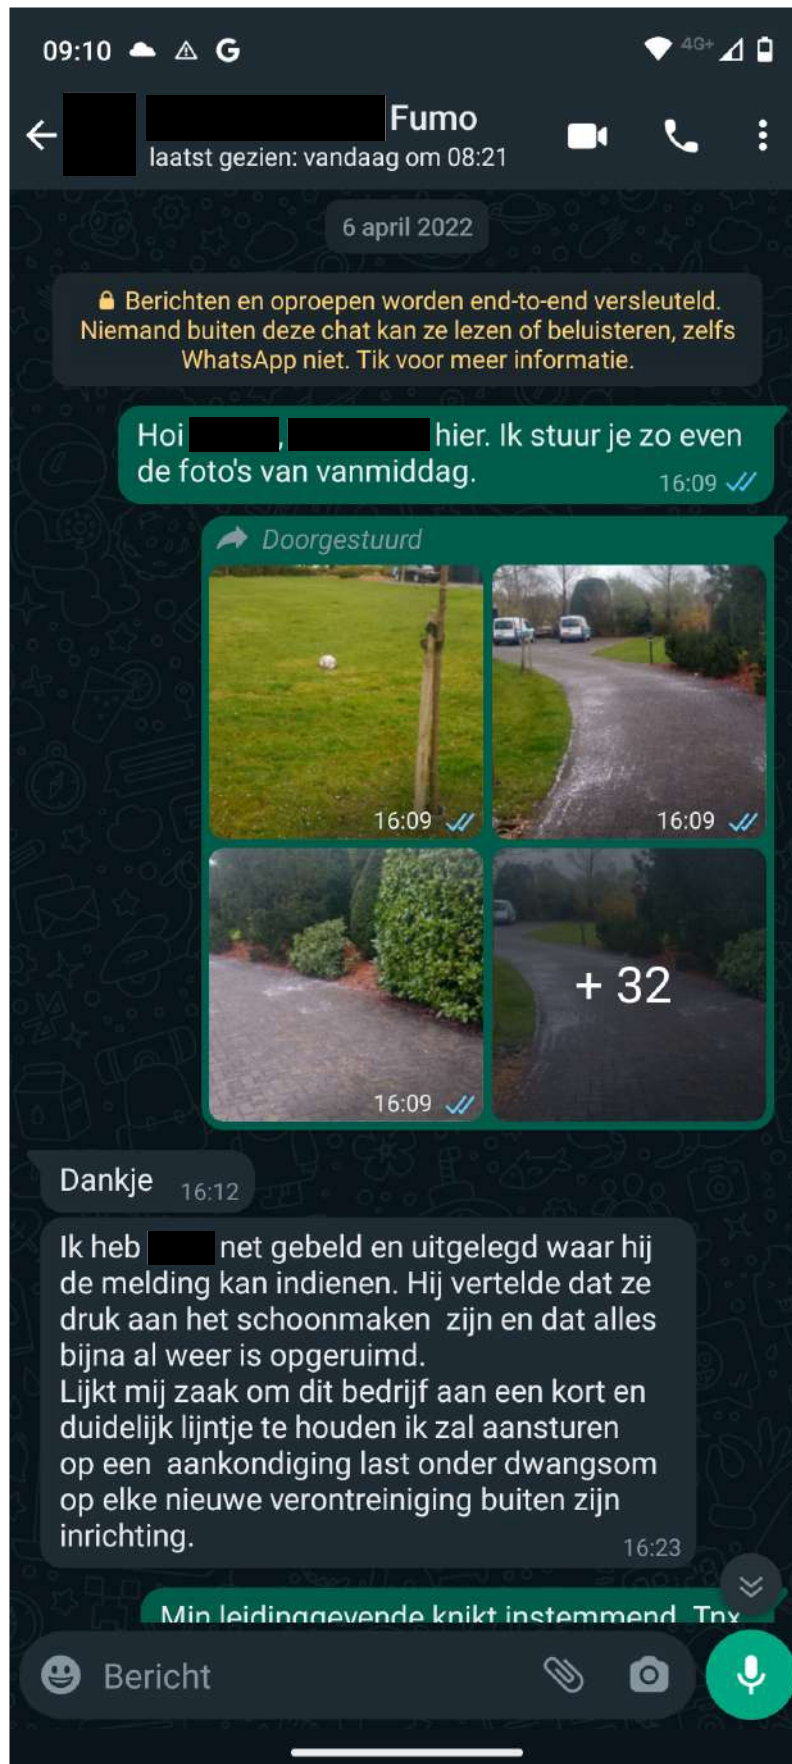 09:10 G 4G+
Fumo
laatst gezien: vandaag om 08:21
6 april 2022
Berichten en oproepen worden end-to-end versleuteld.
Niemand buiten deze chat kan ze lezen of beluisteren, zelfs
WhatsApp niet. Tik voor meer informatie.
Hoi , hier. Ik stuur je zo even
de foto's van vanmiddag.
16:09
Doorgestuurd
16:09 16:09
+ 32
16:09
Dankje 16:12
Ik heb net gebeld en uitgelegd waar hij
de melding kan indienen. Hij vertelde dat ze
druk aan het schoonmaken zijn en dat alles
bijna al weer is opgeruimd.
Lijkt mij zaak om dit bedrijf aan een kort en
duidelijk lijntje te houden ik zal aansturen
op een aankondiging last onder dwangsom
op elke nieuwe verontreiniging buiten zijn
inrichting.
16:23
Mijn leidinggevende knikt instemmend. Tnx
Bericht